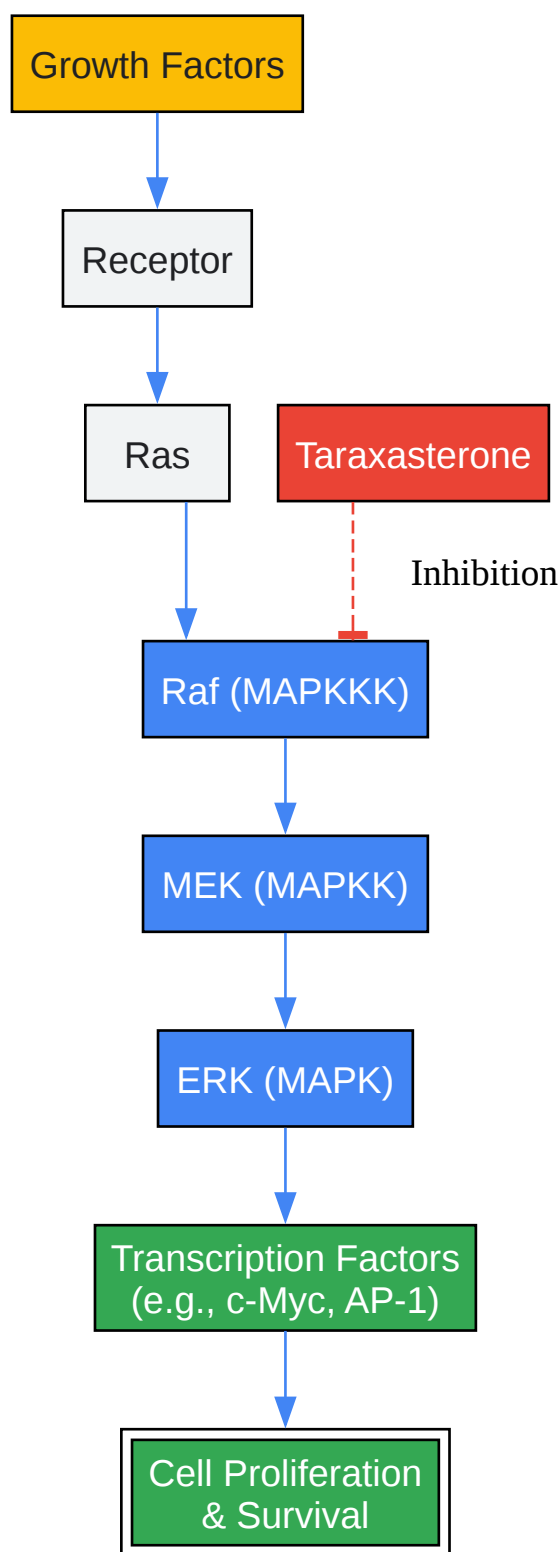 Growth Factors
Receptor
Ras
Taraxasterone
Inhibition
Raf (MAPKKK)
MEK (MAPKK)
ERK (MAPK)
Transcription Factors
(e.g., c-Myc, AP-1)
Cell Proliferation
& Survival